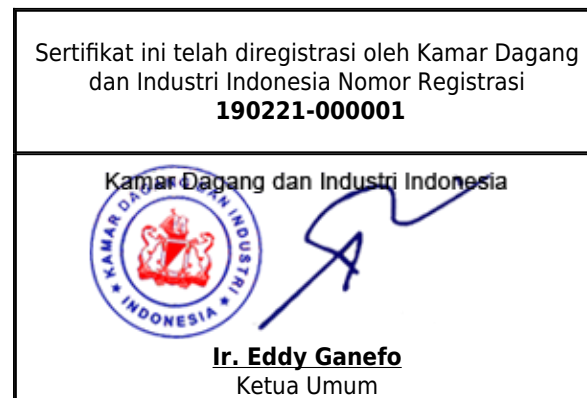 Sertifikat ini telah diregistrasi oleh Kamar Dagang
dan Industri Indonesia Nomor Registrasi
190221-000001
Kamar Dagang dan Industri Indonesia
KAMAR DAGANG DAN INDUSTRI
INDONESIA
Ir. Eddy Ganefo
Ketua Umum